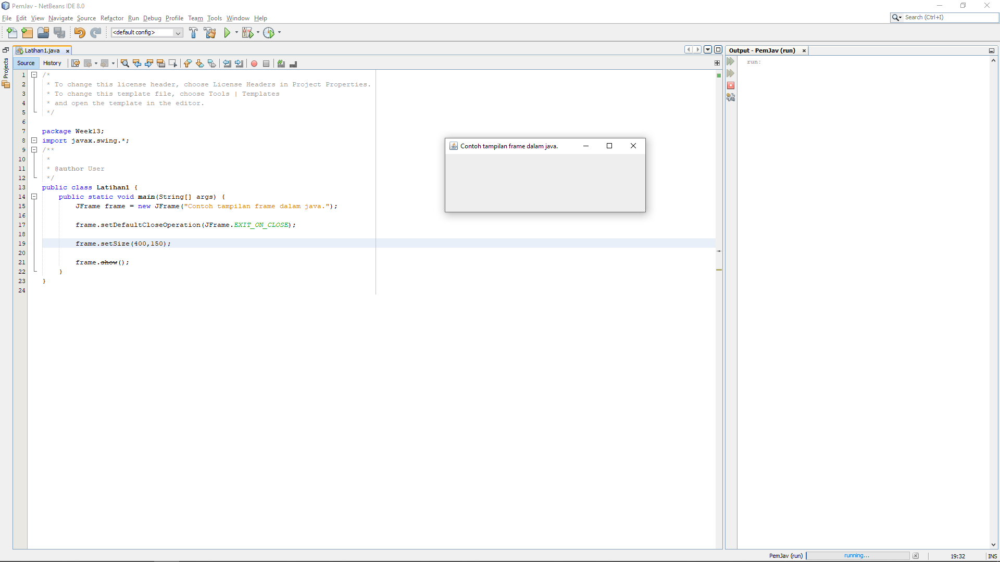 PemJav - NetBeans IDE 8.0
File Edit View Navigate Source Refactor Run Debug Profile Team Tools Window Help
Search (Ctrl+I)
<default config>
Projects
Latihan1.java
Source History
1 /*
2 * To change this license header, choose License Headers in Project Properties.
3 * To change this template file, choose Tools | Templates
4 * and open the template in the editor.
5 */
6
7 package Week13;
8 import javax.swing.*;
9 /**
10 *
11 * @author User
12 */
13 public class Latihan1 {
14 public static void main(String[] args) {
15 JFrame frame = new JFrame("Contoh tampilan frame dalam java.");
16
17 frame.setDefaultCloseOperation(JFrame.EXIT_ON_CLOSE);
18
19 frame.setSize(400,150);
20
21 frame.show();
22 }
23 }
24
Contoh tampilan frame dalam java.
Output - PemJav (run)
run:
PemJav (run) running... 19:32 INS